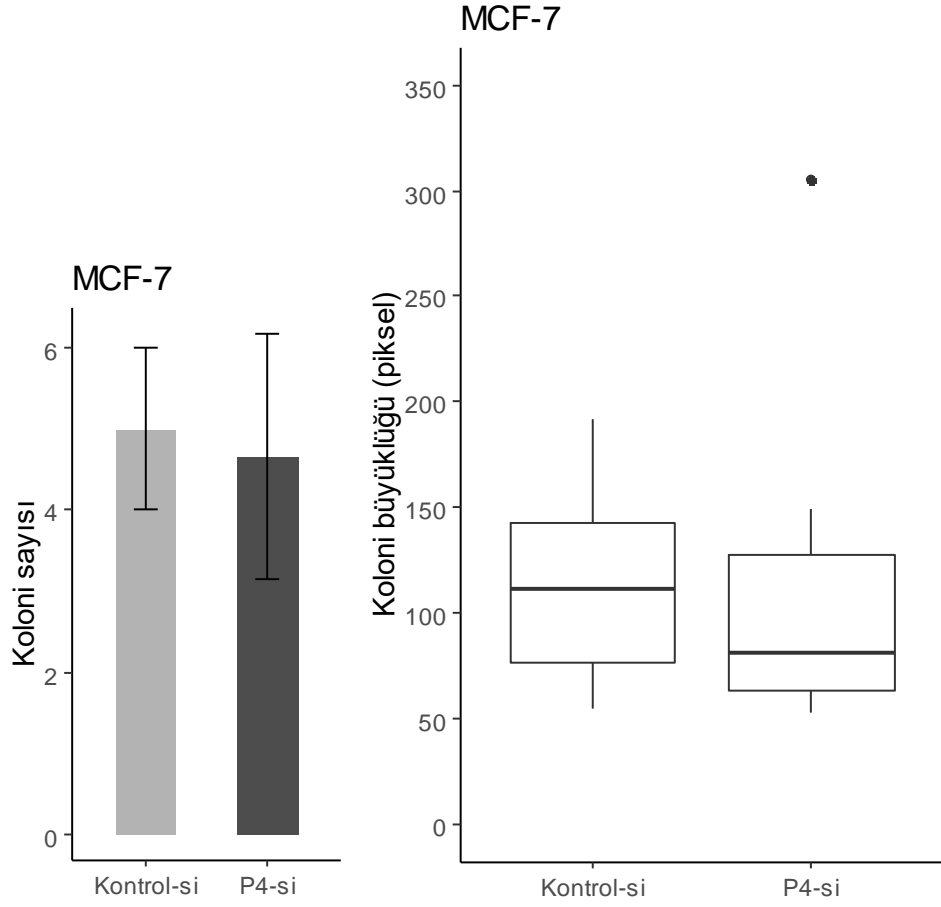 MCF-7
Koloni sayısı
6
4
2
0
Kontrol-si P4-si
MCF-7
Koloni büyüklüğü (piksel)
350
300
250
200
150
100
50
0
Kontrol-si P4-si